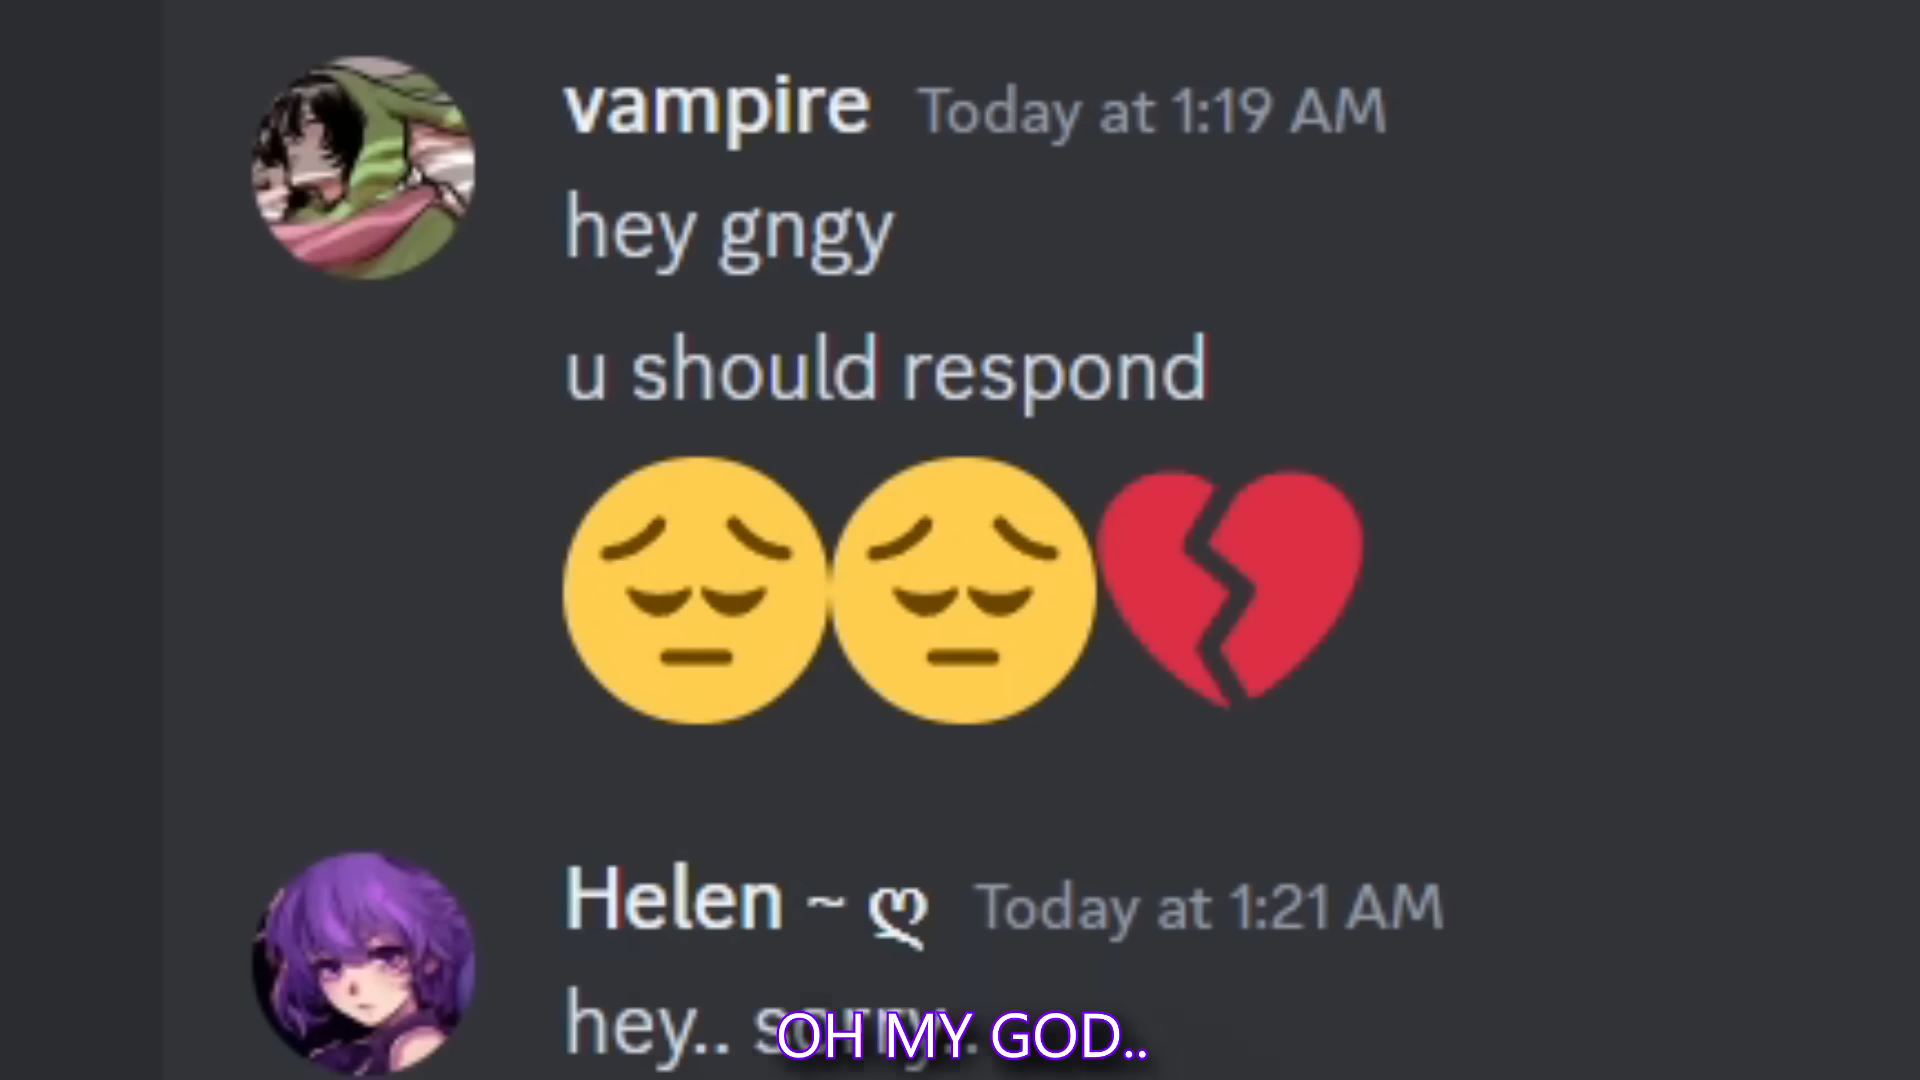 vampire Today at 1:19 AM
hey gngy
u should respond
😔😔💔
Helen ~ ღ Today at 1:21 AM
hey.. sorry..
OH MY GOD..